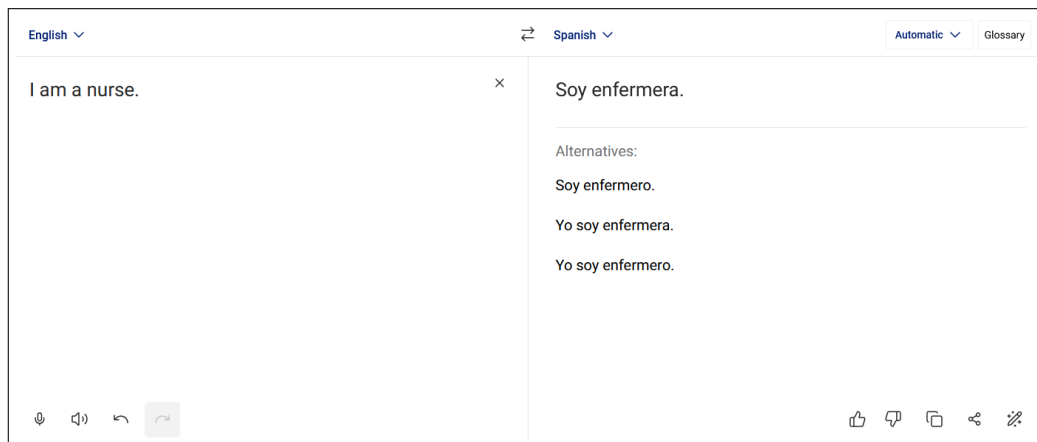 English
Spanish
Automatic
Glossary
I am a nurse.
Soy enfermera.
Alternatives:
Soy enfermero.
Yo soy enfermera.
Yo soy enfermero.